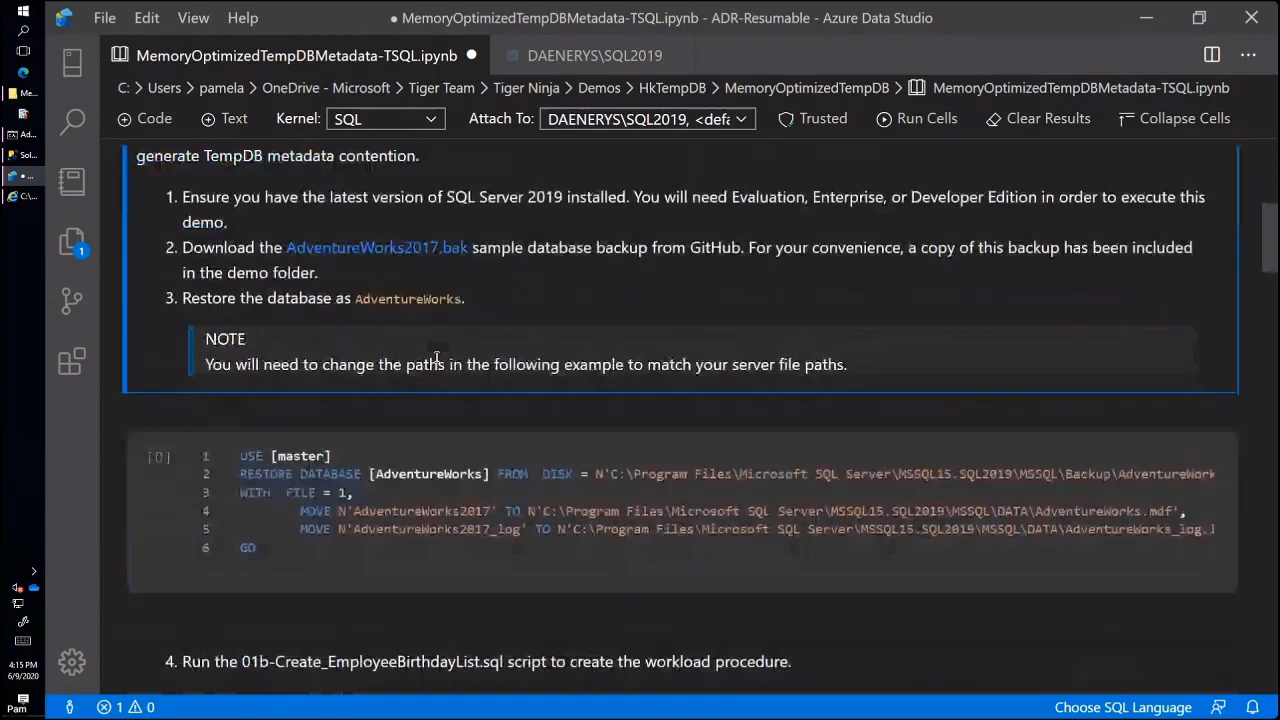 File Edit View Help
● MemoryOptimizedTempDBMetadata-TSQL.ipynb - ADR-Resumable - Azure Data Studio
MemoryOptimizedTempDBMetadata-TSQL.ipynb ●
DAENERYS\SQL2019
C: > Users > pamela > OneDrive - Microsoft > Tiger Team > Tiger Ninja > Demos > HkTempDB > MemoryOptimizedTempDB > MemoryOptimizedTempDBMetadata-TSQL.ipynb
Code Text Kernel: SQL Attach To: DAENERYS\SQL2019, <defa Trusted Run Cells Clear Results Collapse Cells
generate TempDB metadata contention.
1. Ensure you have the latest version of SQL Server 2019 installed. You will need Evaluation, Enterprise, or Developer Edition in order to execute this
demo.
2. Download the AdventureWorks2017.bak sample database backup from GitHub. For your convenience, a copy of this backup has been included
in the demo folder.
3. Restore the database as AdventureWorks.
NOTE
You will need to change the paths in the following example to match your server file paths.
[0]
1 USE [master]
2 RESTORE DATABASE [AdventureWorks] FROM DISK = N'C:\Program Files\Microsoft SQL Server\MSSQL15.SQL2019\MSSQL\Backup\AdventureWork
3 WITH FILE = 1,
4 MOVE N'AdventureWorks2017' TO N'C:\Program Files\Microsoft SQL Server\MSSQL15.SQL2019\MSSQL\DATA\AdventureWorks.mdf',
5 MOVE N'AdventureWorks2017_log' TO N'C:\Program Files\Microsoft SQL Server\MSSQL15.SQL2019\MSSQL\DATA\AdventureWorks_log.l
6 GO
4. Run the 01b-Create_EmployeeBirthdayList.sql script to create the workload procedure.
1
Me...
Ad...
Sol...
C:\...
4:15 PM
6/9/2020
Pam
1 0
Choose SQL Language